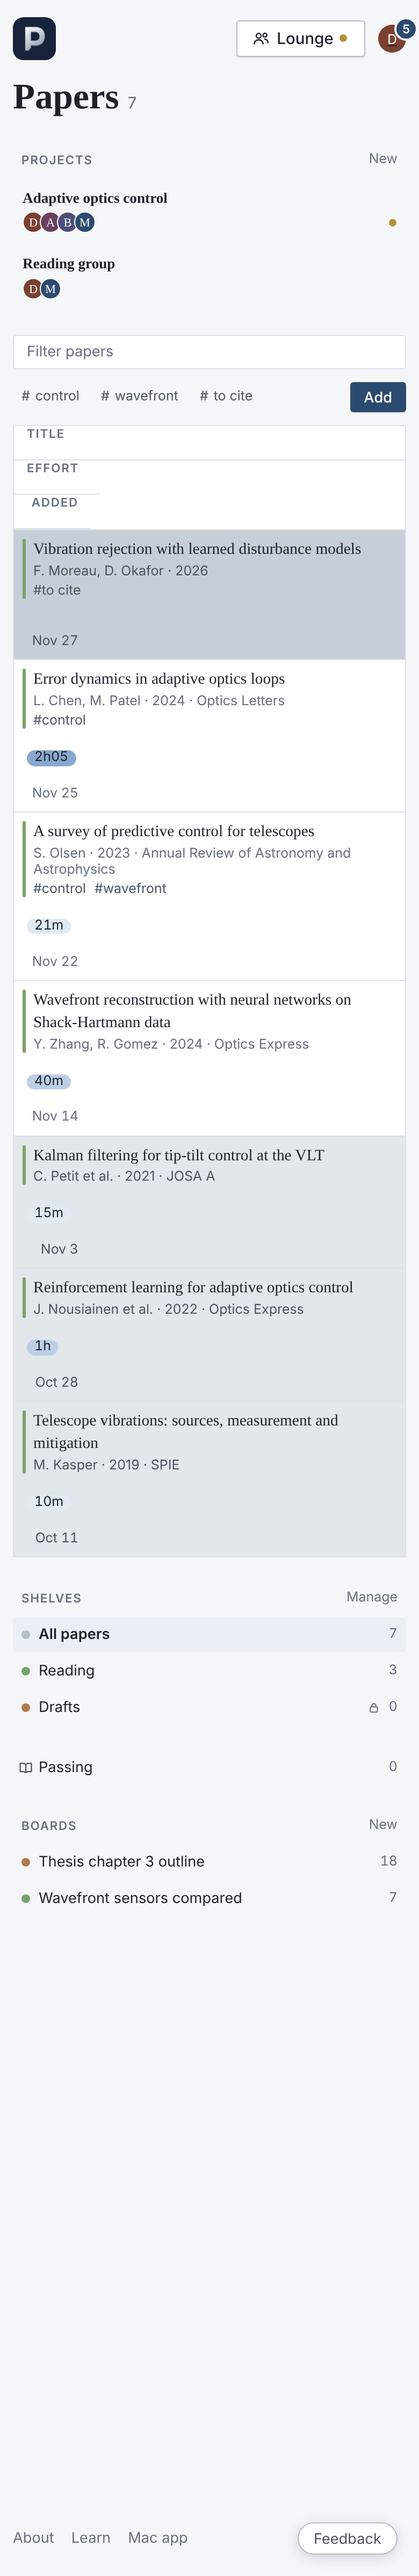 P
Lounge
D 5
Papers 7
PROJECTS New
Adaptive optics control
D A B M
Reading group
D M
Filter papers
# control # wavefront # to cite Add
TITLE
EFFORT
ADDED
Vibration rejection with learned disturbance models
F. Moreau, D. Okafor · 2026
#to cite
Nov 27
Error dynamics in adaptive optics loops
L. Chen, M. Patel · 2024 · Optics Letters
#control
2h05
Nov 25
A survey of predictive control for telescopes
S. Olsen · 2023 · Annual Review of Astronomy and
Astrophysics
#control #wavefront
21m
Nov 22
Wavefront reconstruction with neural networks on
Shack-Hartmann data
Y. Zhang, R. Gomez · 2024 · Optics Express
40m
Nov 14
Kalman filtering for tip-tilt control at the VLT
C. Petit et al. · 2021 · JOSA A
15m
Nov 3
Reinforcement learning for adaptive optics control
J. Nousiainen et al. · 2022 · Optics Express
1h
Oct 28
Telescope vibrations: sources, measurement and
mitigation
M. Kasper · 2019 · SPIE
10m
Oct 11
SHELVES Manage
All papers 7
Reading 3
Drafts 0
Passing 0
BOARDS New
Thesis chapter 3 outline 18
Wavefront sensors compared 7
About Learn Mac app Feedback